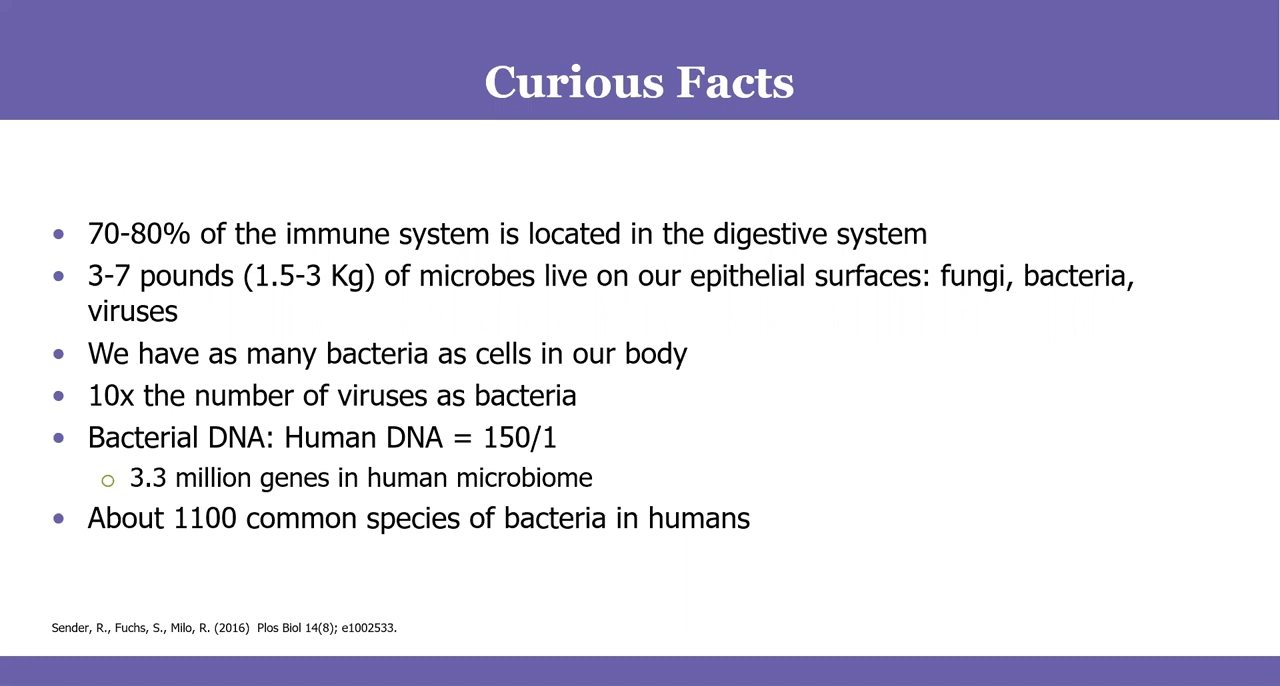 Curious Facts
• 70-80% of the immune system is located in the digestive system
• 3-7 pounds (1.5-3 Kg) of microbes live on our epithelial surfaces: fungi, bacteria,
viruses
• We have as many bacteria as cells in our body
• 10x the number of viruses as bacteria
• Bacterial DNA: Human DNA = 150/1
○ 3.3 million genes in human microbiome
• About 1100 common species of bacteria in humans
Sender, R., Fuchs, S., Milo, R. (2016) Plos Biol 14(8); e1002533.